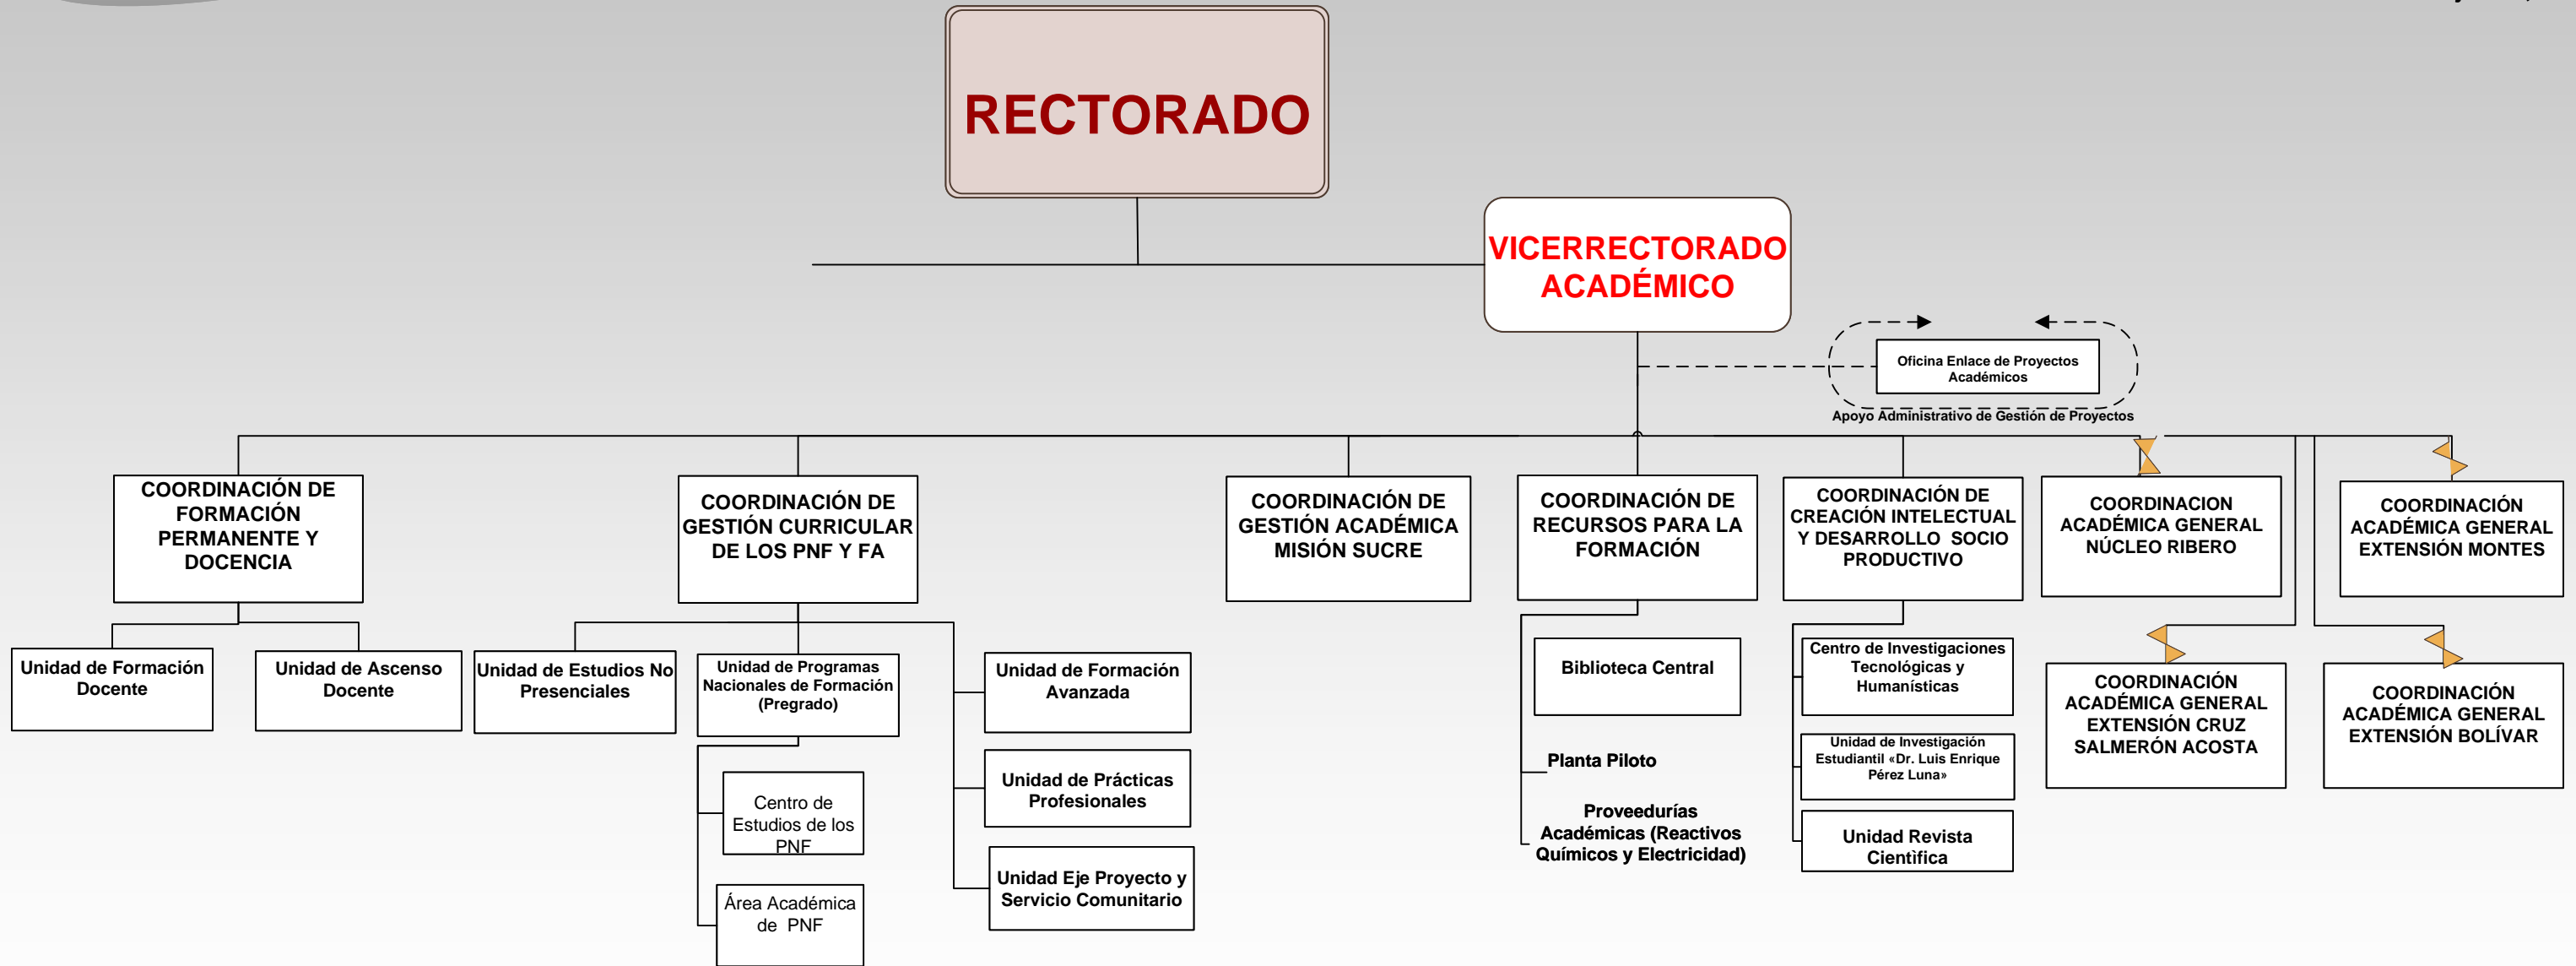 RECTORADO
VICERRECTORADO
ACADÉMICO
Oficina Enlace de Proyectos
Académicos
Apoyo Administrativo de Gestión de Proyectos
COORDINACIÓN DE
FORMACIÓN
PERMANENTE Y
DOCENCIA
COORDINACIÓN DE
GESTIÓN CURRICULAR
DE LOS PNF Y FA
COORDINACIÓN DE
GESTIÓN ACADÉMICA
MISIÓN SUCRE
COORDINACIÓN DE
RECURSOS PARA LA
FORMACIÓN
COORDINACIÓN DE
CREACIÓN INTELECTUAL
Y DESARROLLO  SOCIO
PRODUCTIVO
COORDINACION
ACADÉMICA GENERAL
NÚCLEO RIBERO
COORDINACIÓN
ACADÉMICA GENERAL
EXTENSIÓN MONTES
Unidad de Formación
Docente
Unidad de Ascenso
Docente
Unidad de Estudios No
Presenciales
Unidad de Programas
Nacionales de Formación
(Pregrado)
Centro de
Estudios de los
PNF
Área Académica
de  PNF
Unidad de Formación
Avanzada
Unidad de Prácticas
Profesionales
Unidad Eje Proyecto y
Servicio Comunitario
Biblioteca Central
Planta Piloto
Proveedurías
Académicas (Reactivos
Químicos y Electricidad)
Centro de Investigaciones
Tecnológicas y
Humanísticas
Unidad de Investigación
Estudiantil «Dr. Luis Enrique
Pérez Luna»
Unidad Revista
Cientìfica
COORDINACIÓN
ACADÉMICA GENERAL
EXTENSIÓN CRUZ
SALMERÓN ACOSTA
COORDINACIÓN
ACADÉMICA GENERAL
EXTENSIÓN BOLÍVAR